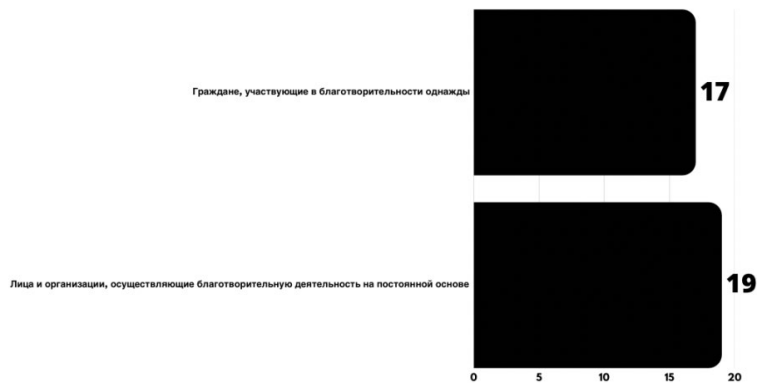 Граждане, участвующие в благотворительности однажды
17
Лица и организации, осуществляющие благотворительную деятельность на постоянной основе
19
0 5 10 15 20